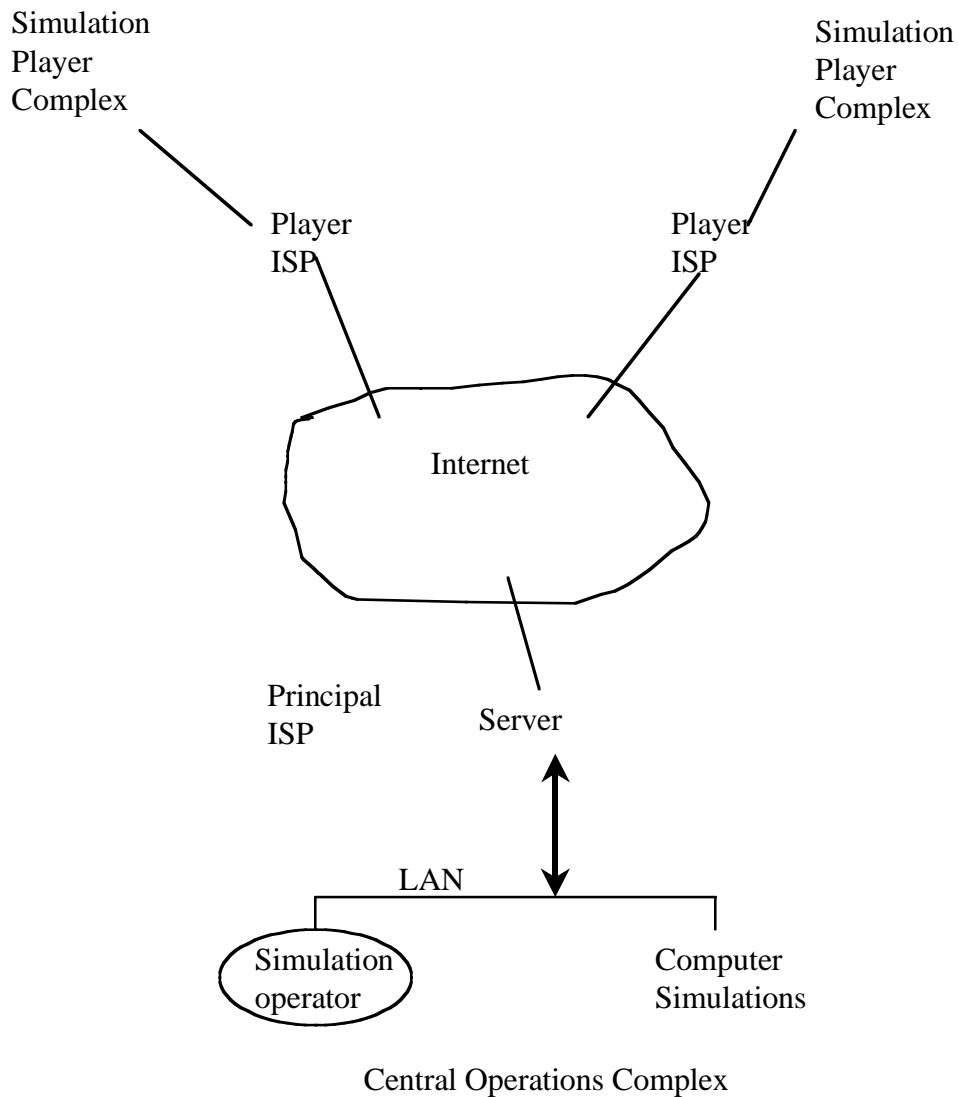 Simulation
Player
Complex
Simulation
Player
Complex
Player
ISP
Player
ISP
Internet
Principal
ISP
Server
LAN
Simulation
operator
Computer
Simulations
Central Operations Complex